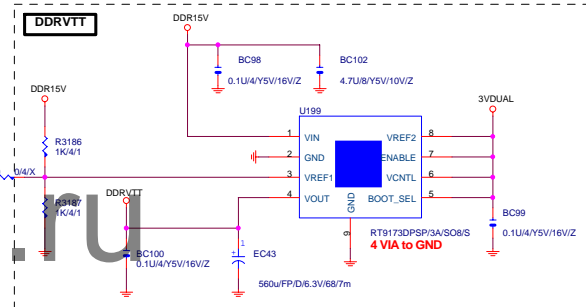 DDRVTT
DDR15V
BC98
0.1U/4/Y5V/16V/Z
BC102
4.7U/8/Y5V/10V/Z
DDR15V
R3186
1K/4/1
0/4/X
R3187
1K/4/1
U199
1 VIN
2 GND
3 VREF1
4 VOUT
VREF2 8
ENABLE 7
VCNTL 6
BOOT_SEL 5
GND
9
3VDUAL
RT9173DPSP/3A/SO8/S
4 VIA to GND
BC99
0.1U/4/Y5V/16V/Z
DDRVTT
BC100
0.1U/4/Y5V/16V/Z
1
EC43
560u/FP/D/6.3V/68/7m
.ru